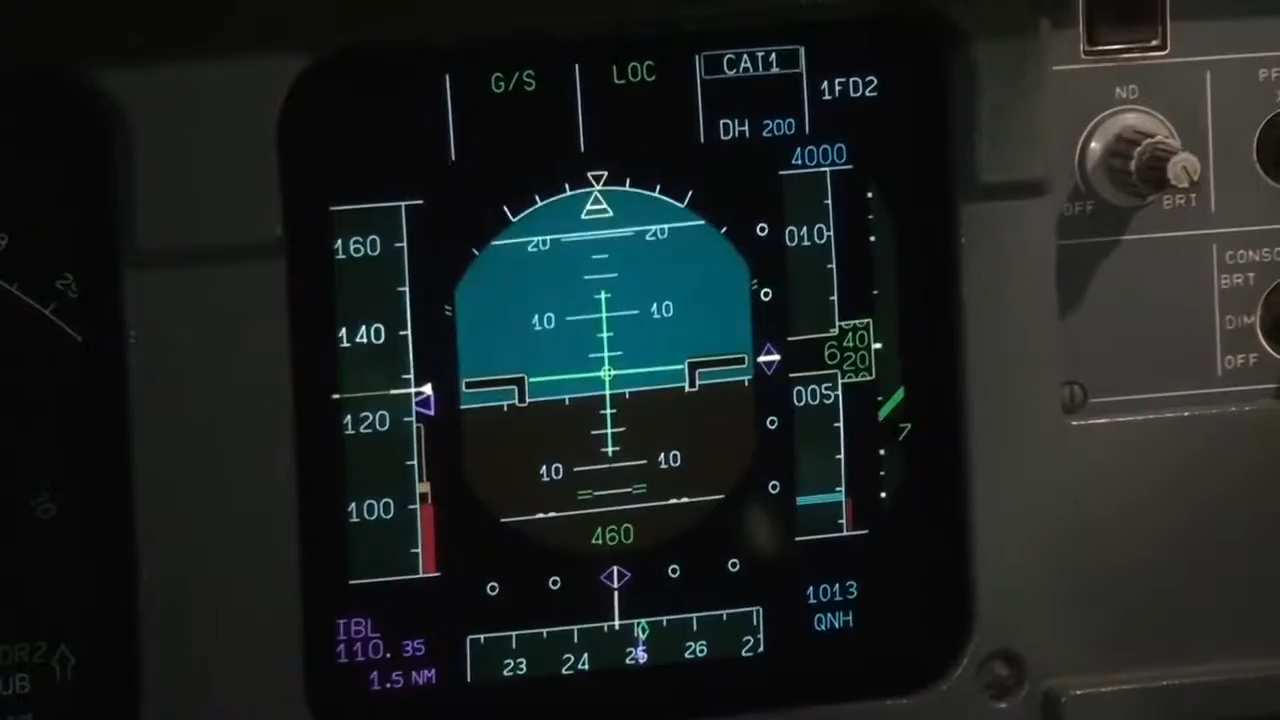 G/S LOC CAT1 1FD2
DH 200
4000
160
140
120
100
20 20
10 10
10 10
460
010
6 40
20
005
7
1013
QNH
IBL
110.35
1.5 NM
23 24 25 26
ND
OFF BRT
BRT
DIM
OFF